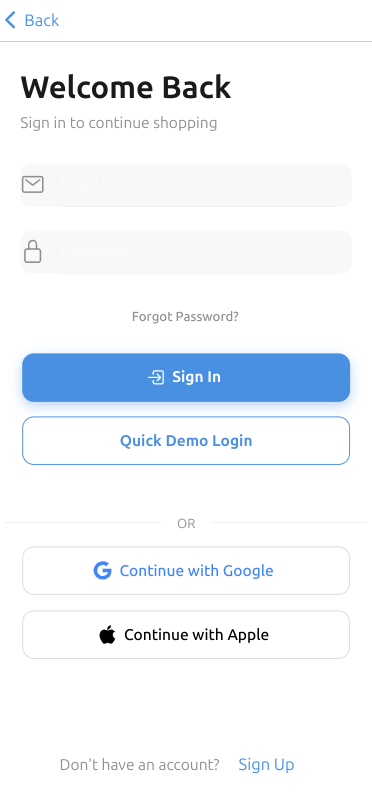 Back
Welcome Back
Sign in to continue shopping
Email
Password
Forgot Password?
Sign In
Quick Demo Login
OR
Continue with Google
Continue with Apple
Don't have an account? Sign Up